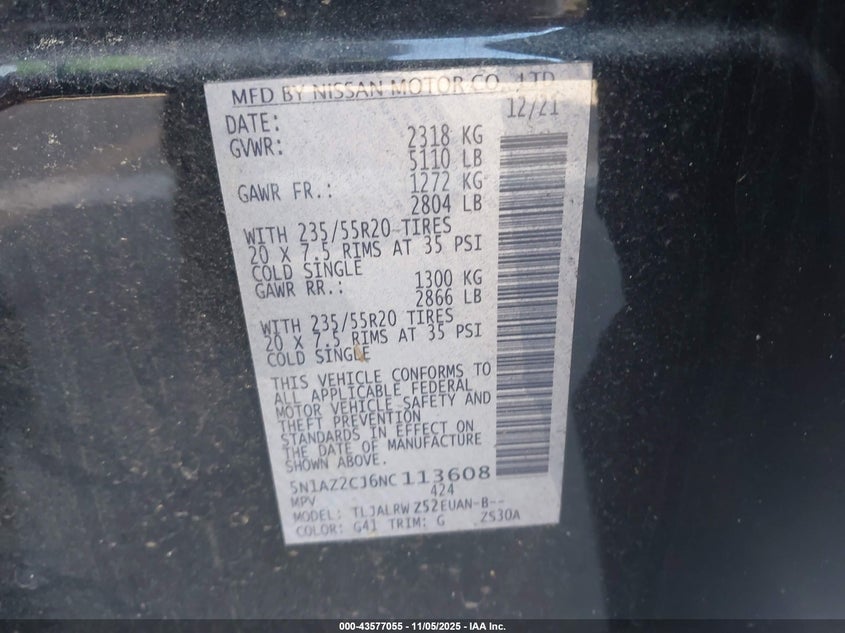 MFD BY NISSAN MOTOR CO., LTD
DATE: 12/21
GVWR: 2318 KG
5110 LB
GAWR FR.: 1272 KG
2804 LB
WITH 235/55R20 TIRES
20 X 7.5 RIMS AT 35 PSI
COLD SINGLE
GAWR RR.: 1300 KG
2866 LB
WITH 235/55R20 TIRES
20 X 7.5 RIMS AT 35 PSI
COLD SINGLE
THIS VEHICLE CONFORMS TO
ALL APPLICABLE FEDERAL
MOTOR VEHICLE SAFETY AND
THEFT PREVENTION
STANDARDS IN EFFECT ON
THE DATE OF MANUFACTURE
SHOWN ABOVE.
5N1AZ2CJ6NC113608
MPV 424
MODEL: TLJALRWZ52EUAN-B--
COLOR: G41 TRIM: G ZS30A
000-43577055 - 11/05/2025 - IAA Inc.